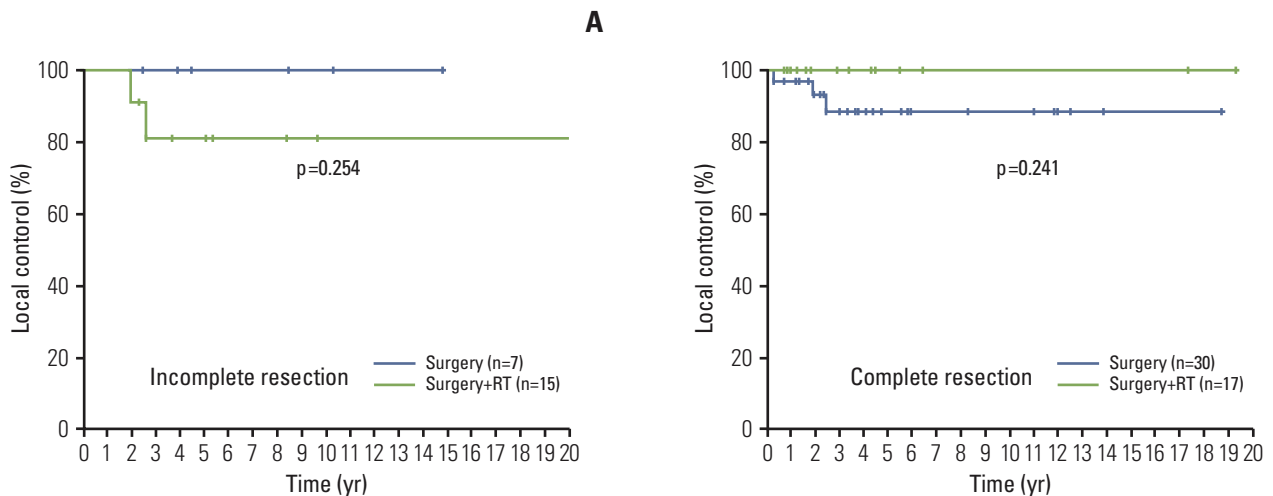 A
100
80
60
40
20
0
Local contorol (%)
p=0.254
Incomplete resection
Surgery (n=7)
Surgery+RT (n=15)
0 1 2 3 4 5 6 7 8 9 10 11 12 13 14 15 16 17 18 19 20
Time (yr)
100
80
60
40
20
0
Local contorol (%)
p=0.241
Complete resection
Surgery (n=30)
Surgery+RT (n=17)
0 1 2 3 4 5 6 7 8 9 10 11 12 13 14 15 16 17 18 19 20
Time (yr)